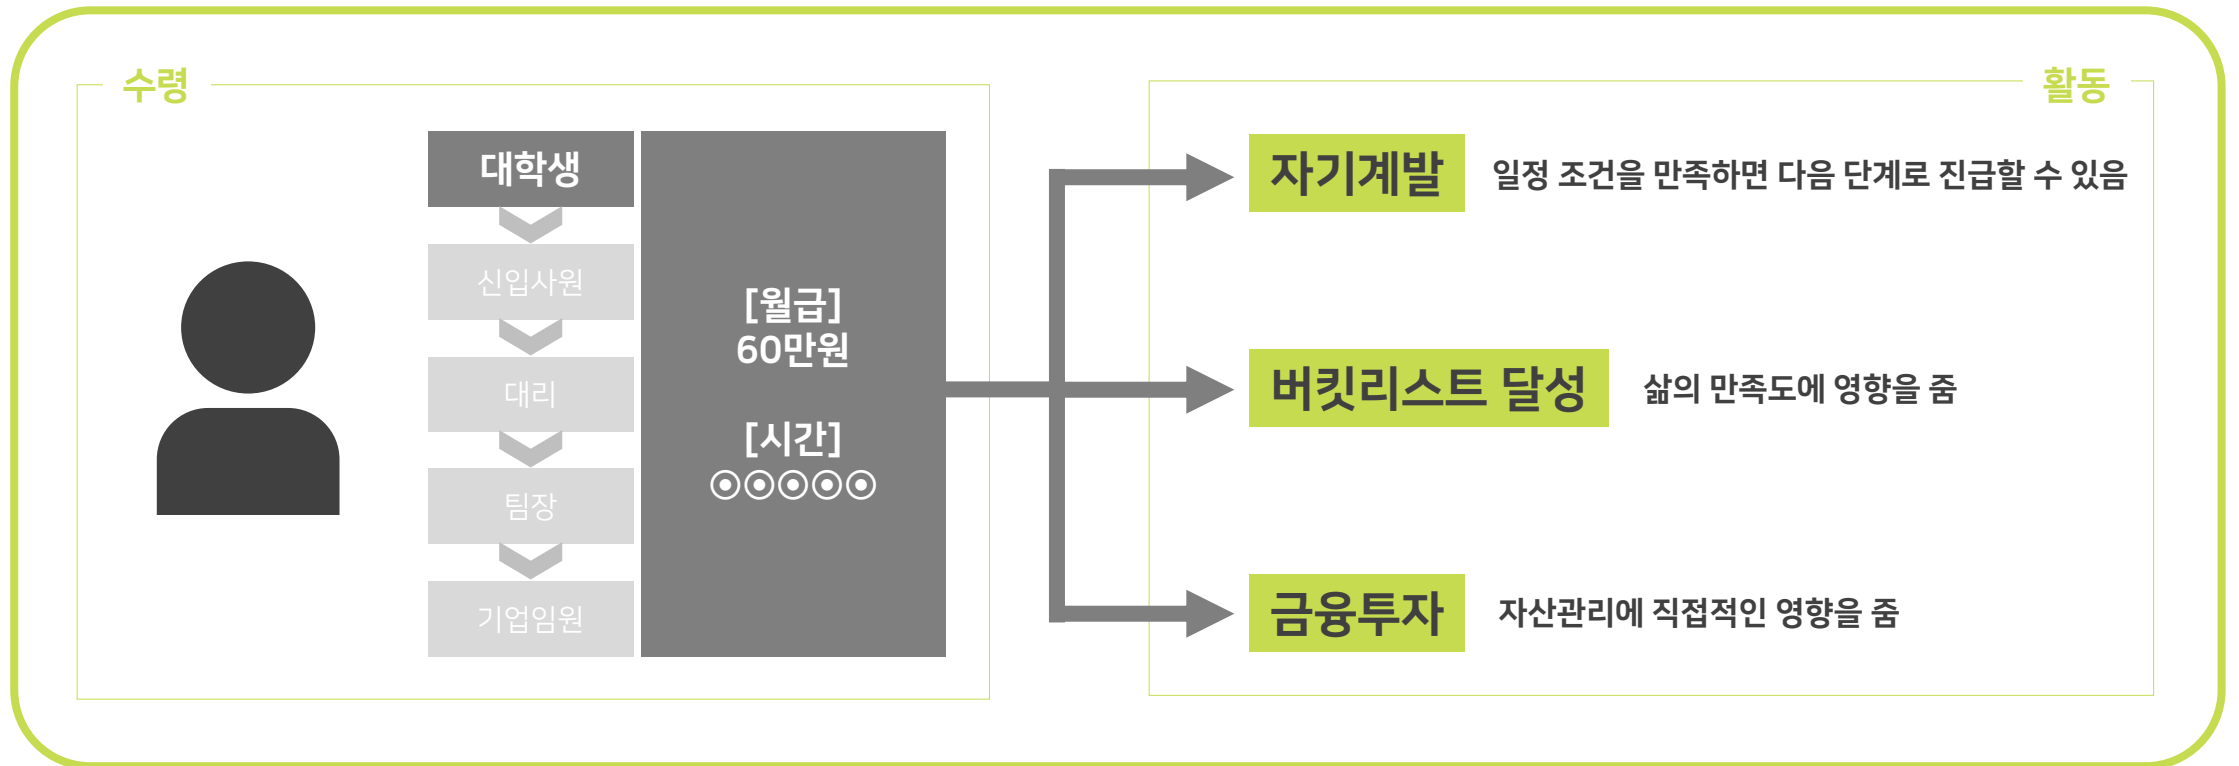 수령
대학생
신입사원
대리
팀장
기업임원
[월급]
60만원
[시간]
⦿⦿⦿⦿⦿
활동
자기계발
일정 조건을 만족하면 다음 단계로 진급할 수 있음
버킷리스트 달성
삶의 만족도에 영향을 줌
금융투자
자산관리에 직접적인 영향을 줌